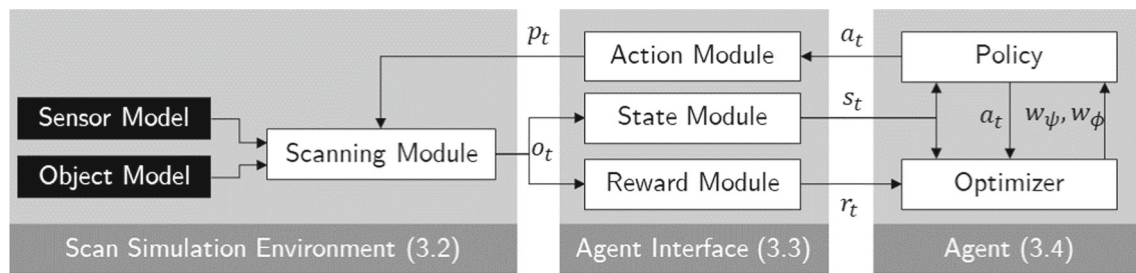 p_t
a_t
Action Module
Policy
Sensor Model
State Module
s_t
a_t
w_ψ, w_ϕ
Scanning Module
o_t
Object Model
Reward Module
Optimizer
r_t
Scan Simulation Environment (3.2)
Agent Interface (3.3)
Agent (3.4)